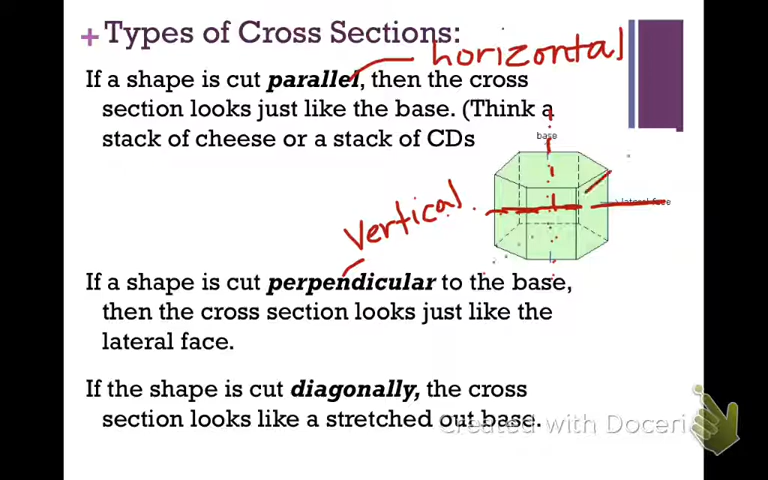 + Types of Cross Sections:
horizontal
If a shape is cut parallel, then the cross
section looks just like the base. (Think a
stack of cheese or a stack of CDs
base
lateral face
vertical
If a shape is cut perpendicular to the base,
then the cross section looks just like the
lateral face.
If the shape is cut diagonally, the cross
section looks like a stretched out base.
Created with Doceri